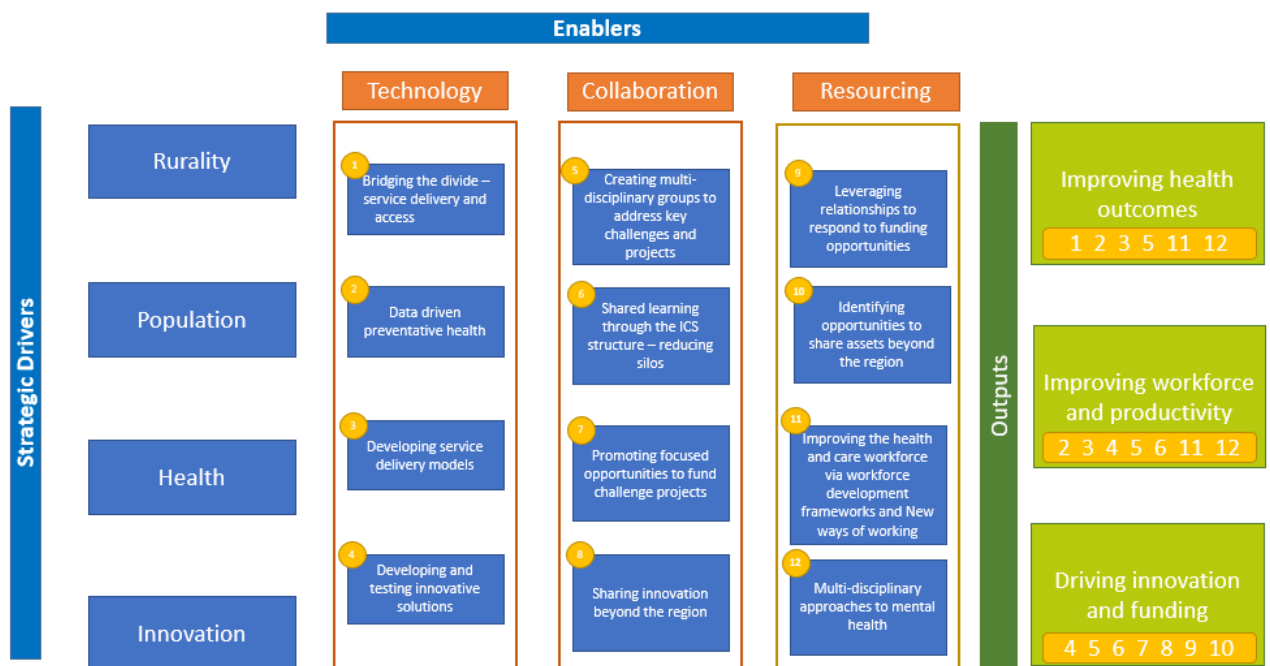 Enablers
Technology
Collaboration
Resourcing
Strategic Drivers
Rurality
Population
Health
Innovation
1
Bridging the divide –
service delivery and
access
2
Data driven
preventative health
3
Developing service
delivery models
4
Developing and
testing innovative
solutions
5
Creating multi-
disciplinary groups to
address key
challenges and
projects
6
Shared learning
through the ICS
structure – reducing
silos
7
Promoting focused
opportunities to fund
challenge projects
8
Sharing innovation
beyond the region
9
Leveraging
relationships to
respond to funding
opportunities
10
Identifying
opportunities to
share assets beyond
the region
11
Improving the health
and care workforce
via workforce
development
frameworks and New
ways of working
12
Multi-disciplinary
approaches to mental
health
Outputs
Improving health
outcomes
1 2 3 5 11 12
Improving workforce
and productivity
2 3 4 5 6 11 12
Driving innovation
and funding
4 5 6 7 8 9 10